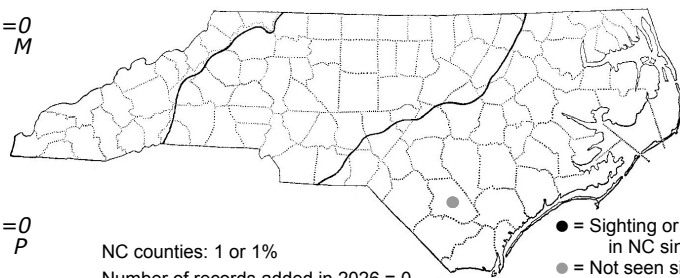 =0
M
=0
P
NC counties: 1 or 1%
Number of records added in 2026 = 0
● = Sighting or
in NC sin
● = Not seen si